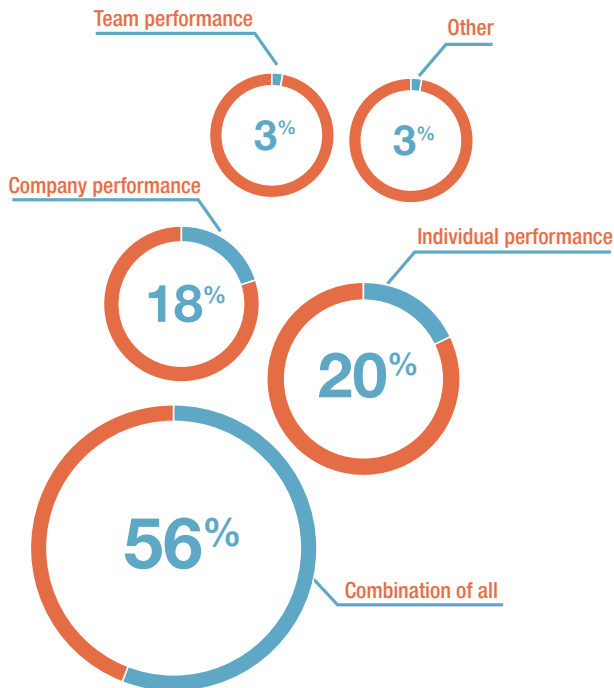 Team performance
Other
3%
3%
Company performance
Individual performance
18%
20%
56%
Combination of all